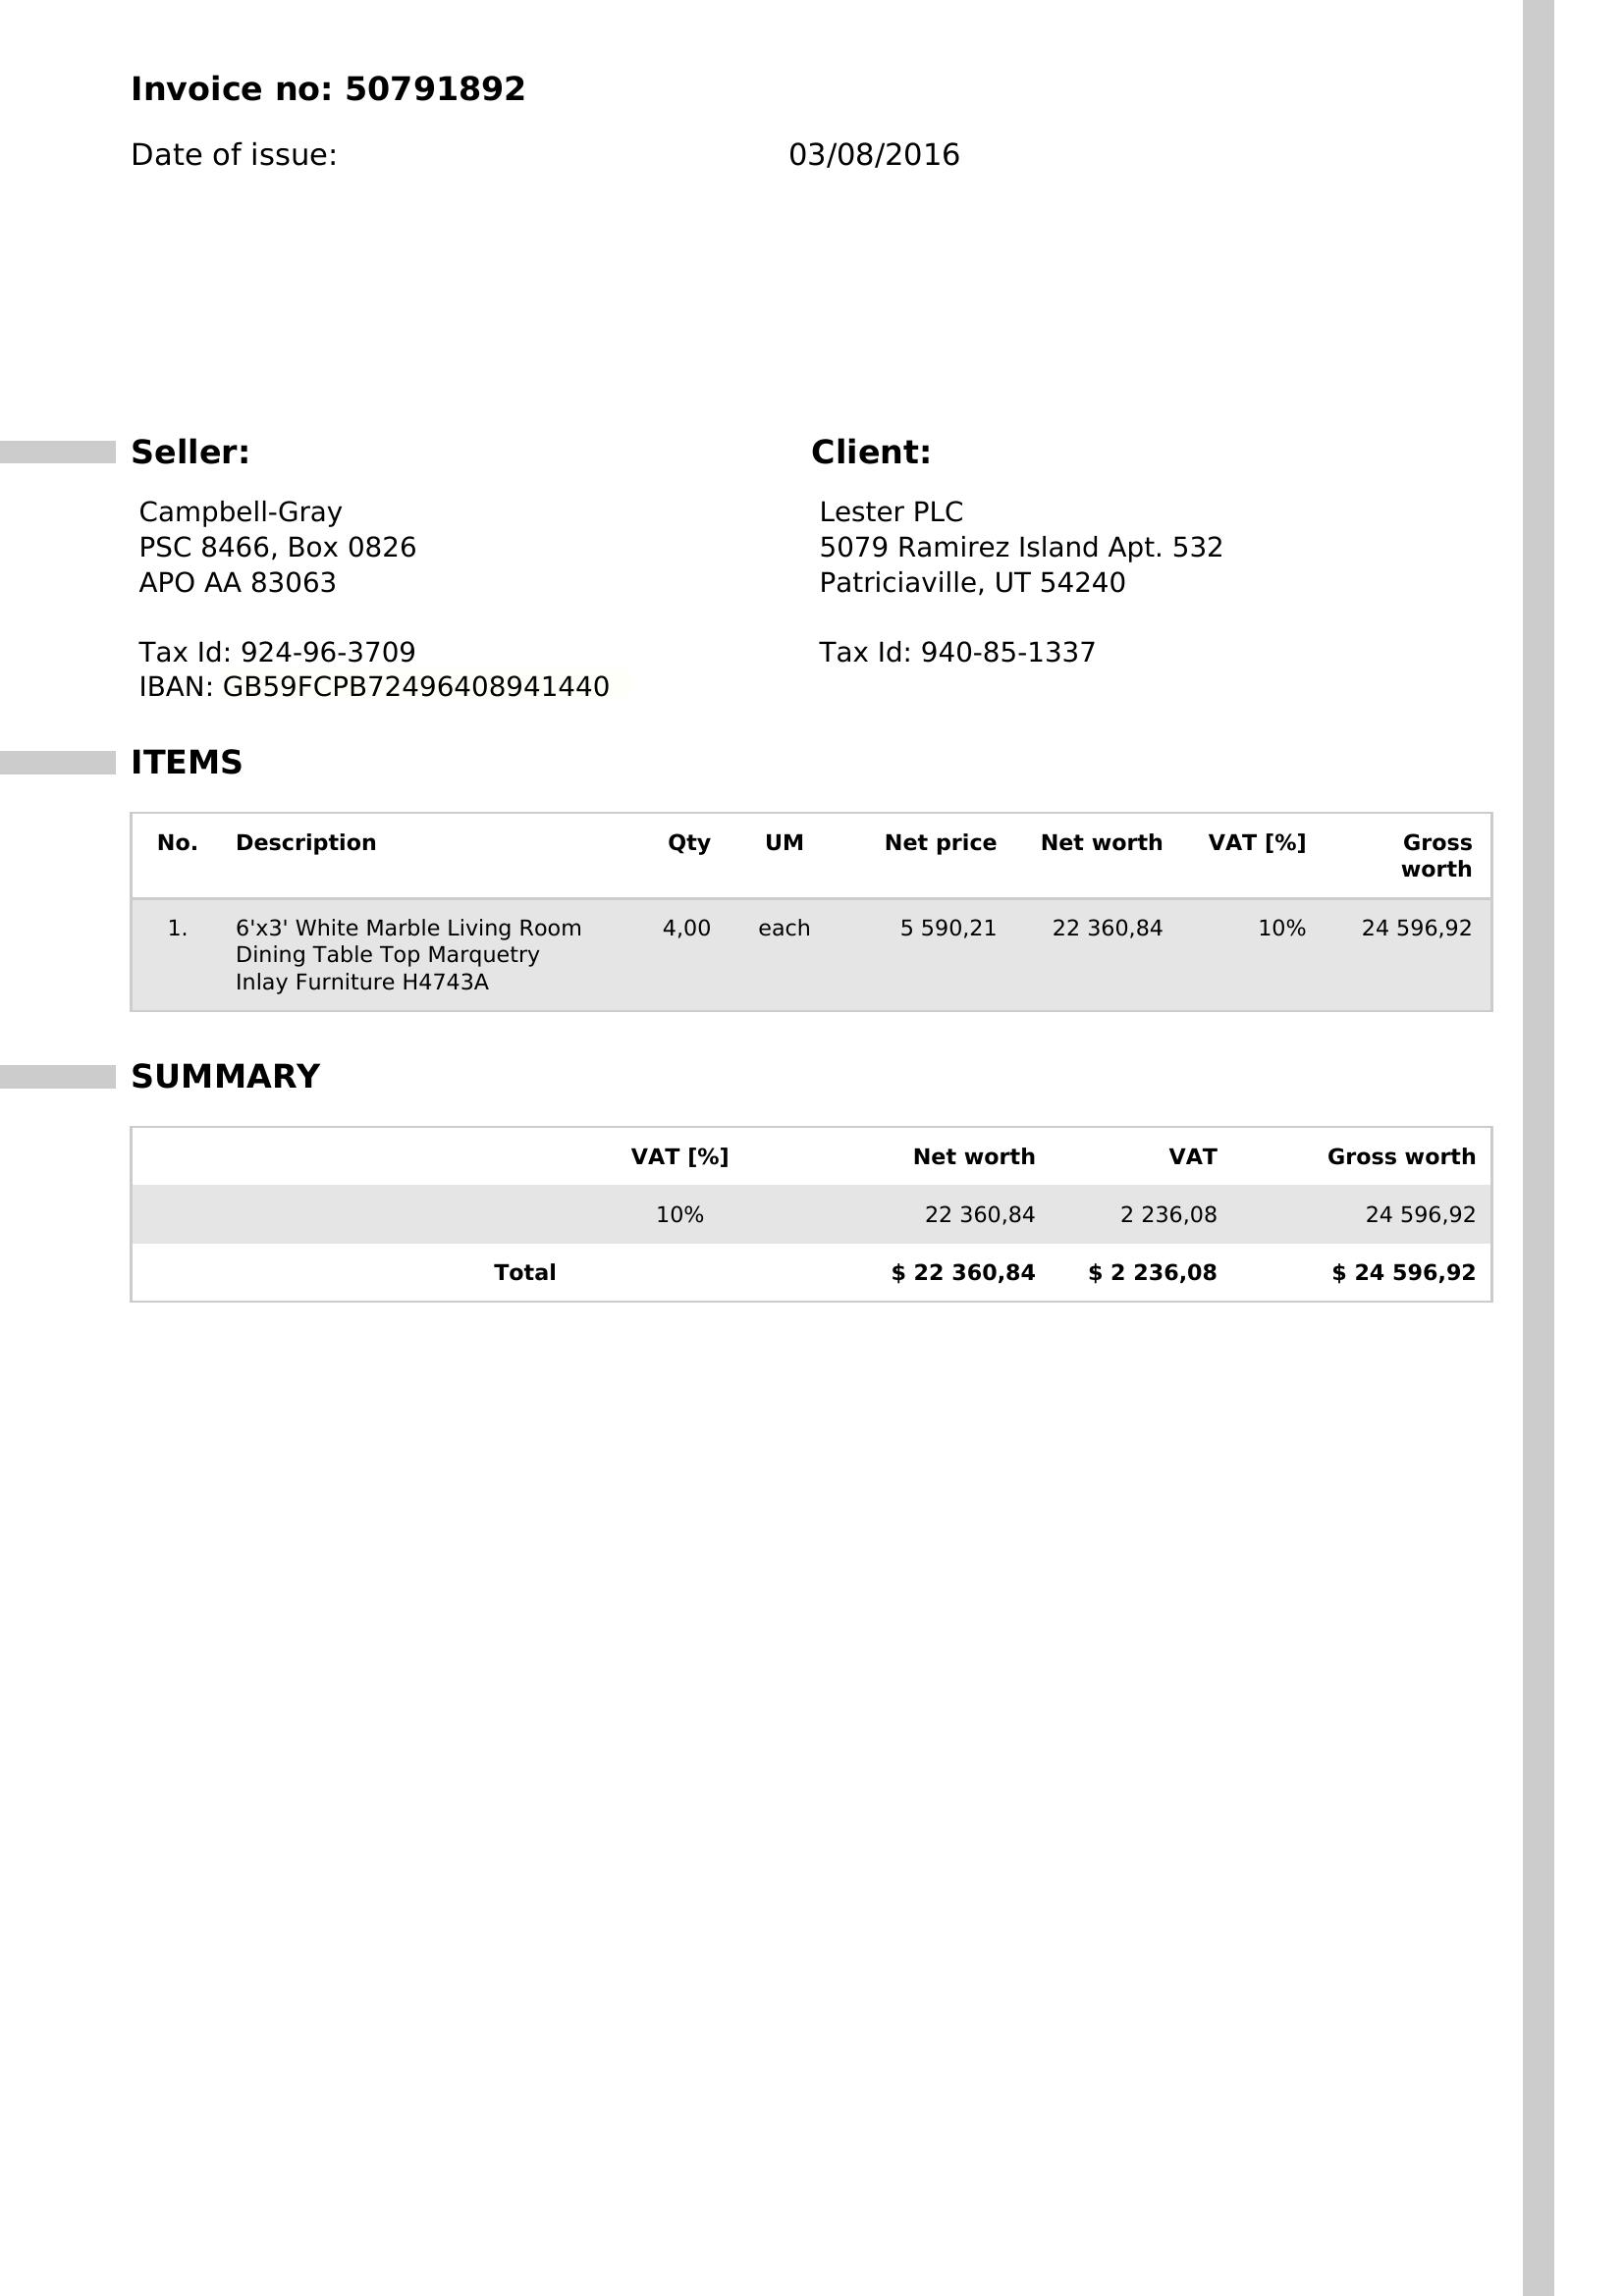 Invoice no: 50791892
Date of issue: 03/08/2016
Seller:
Campbell-Gray
PSC 8466, Box 0826
APO AA 83063
Tax Id: 924-96-3709
IBAN: GB59FCPB72496408941440
Client:
Lester PLC
5079 Ramirez Island Apt. 532
Patriciaville, UT 54240
Tax Id: 940-85-1337
ITEMS
No. Description Qty UM Net price Net worth VAT [%] Gross
worth
1. 6'x3' White Marble Living Room 4,00 each 5 590,21 22 360,84 10% 24 596,92
Dining Table Top Marquetry
Inlay Furniture H4743A
SUMMARY
VAT [%] Net worth VAT Gross worth
10% 22 360,84 2 236,08 24 596,92
Total $ 22 360,84 $ 2 236,08 $ 24 596,92